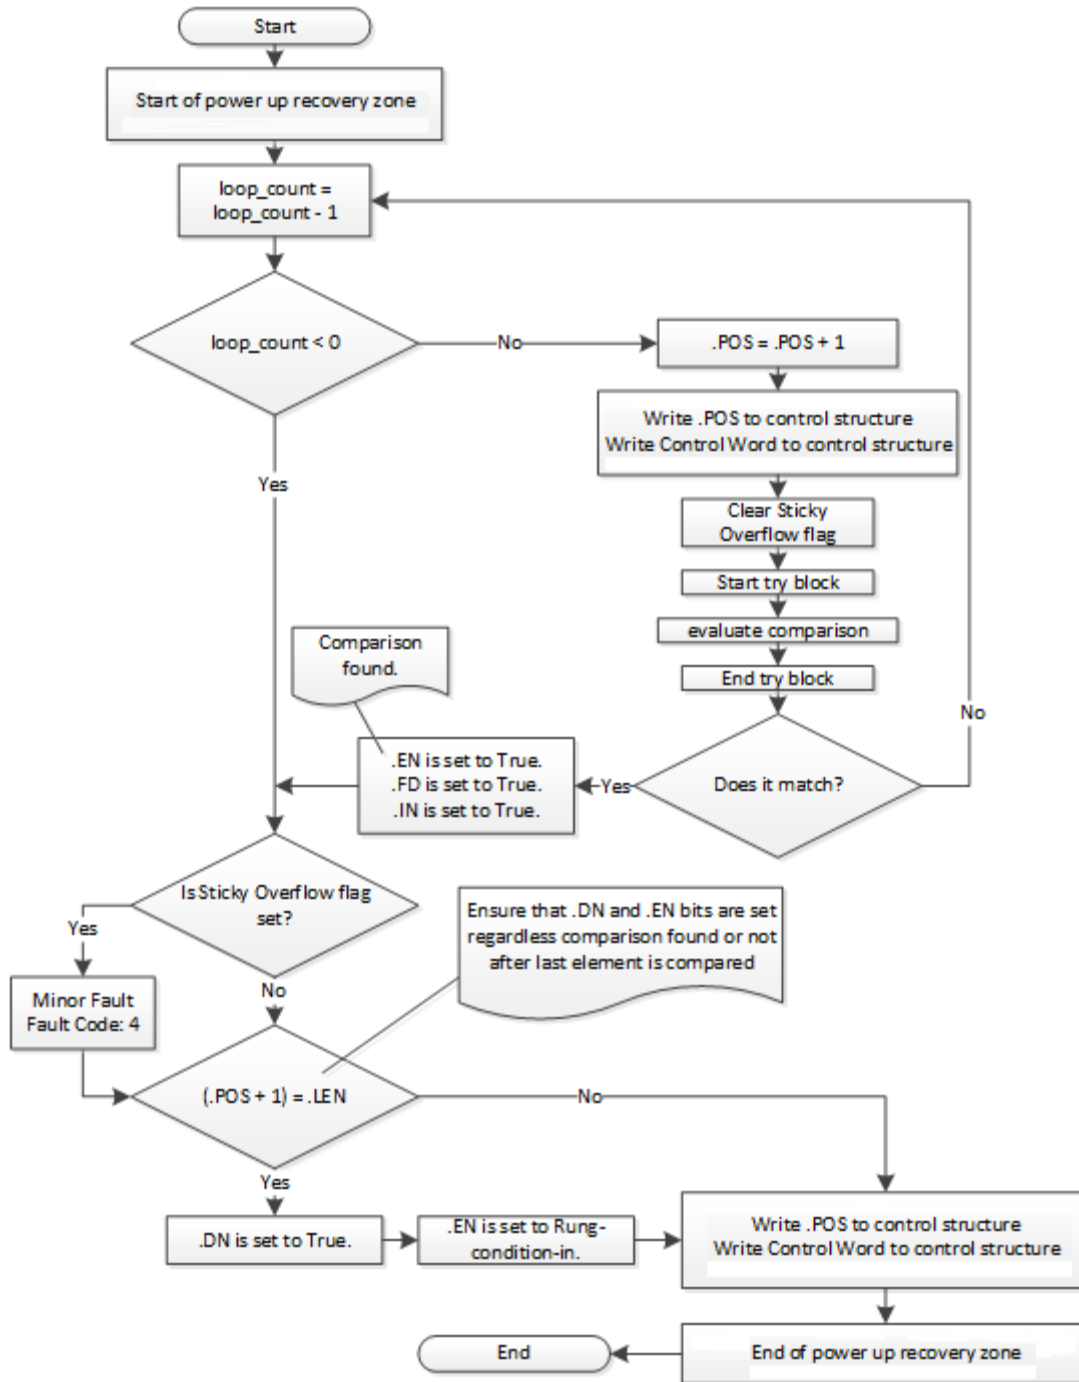 Start
Start of power up recovery zone
loop_count =
loop_count - 1
loop_count < 0
No
.POS = .POS + 1
Write .POS to control structure
Write Control Word to control structure
Yes
Clear Sticky
Overflow flag
Start try block
evaluate comparison
End try block
Comparison
found.
No
.EN is set to True.
.FD is set to True.
.IN is set to True.
Yes
Does it match?
Is Sticky Overflow flag
set?
Yes
Ensure that .DN and .EN bits are set
regardless comparison found or not
after last element is compared
No
Minor Fault
Fault Code: 4
(.POS + 1) = .LEN
No
Yes
.DN is set to True.
.EN is set to Rung-
condition-in.
Write .POS to control structure
Write Control Word to control structure
End
End of power up recovery zone